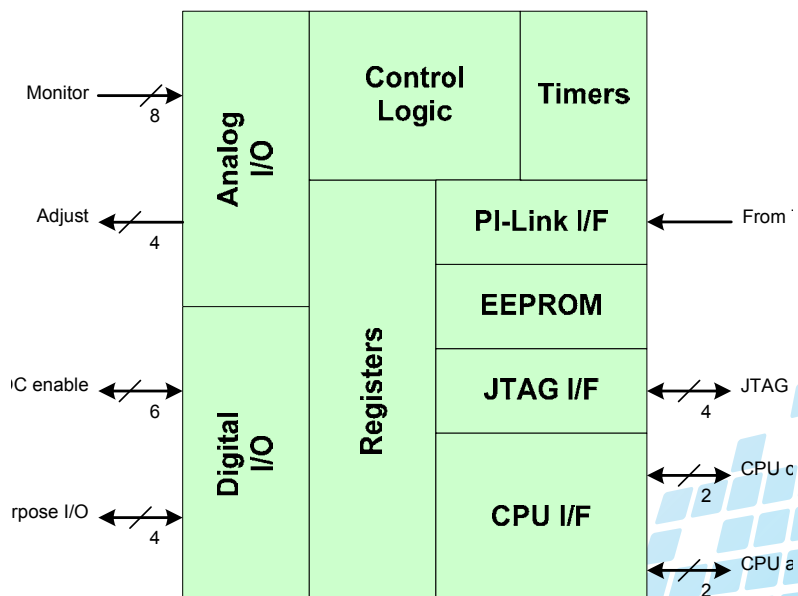 Control
Logic
Timers
Monitor
8
Analog
I/O
Adjust
4
PI-Link I/F
From
EEPROM
Registers
C enable
6
JTAG I/F
JTAG
4
Digital
I/O
CPU
2
rpose I/O
4
CPU I/F
CPU a
2